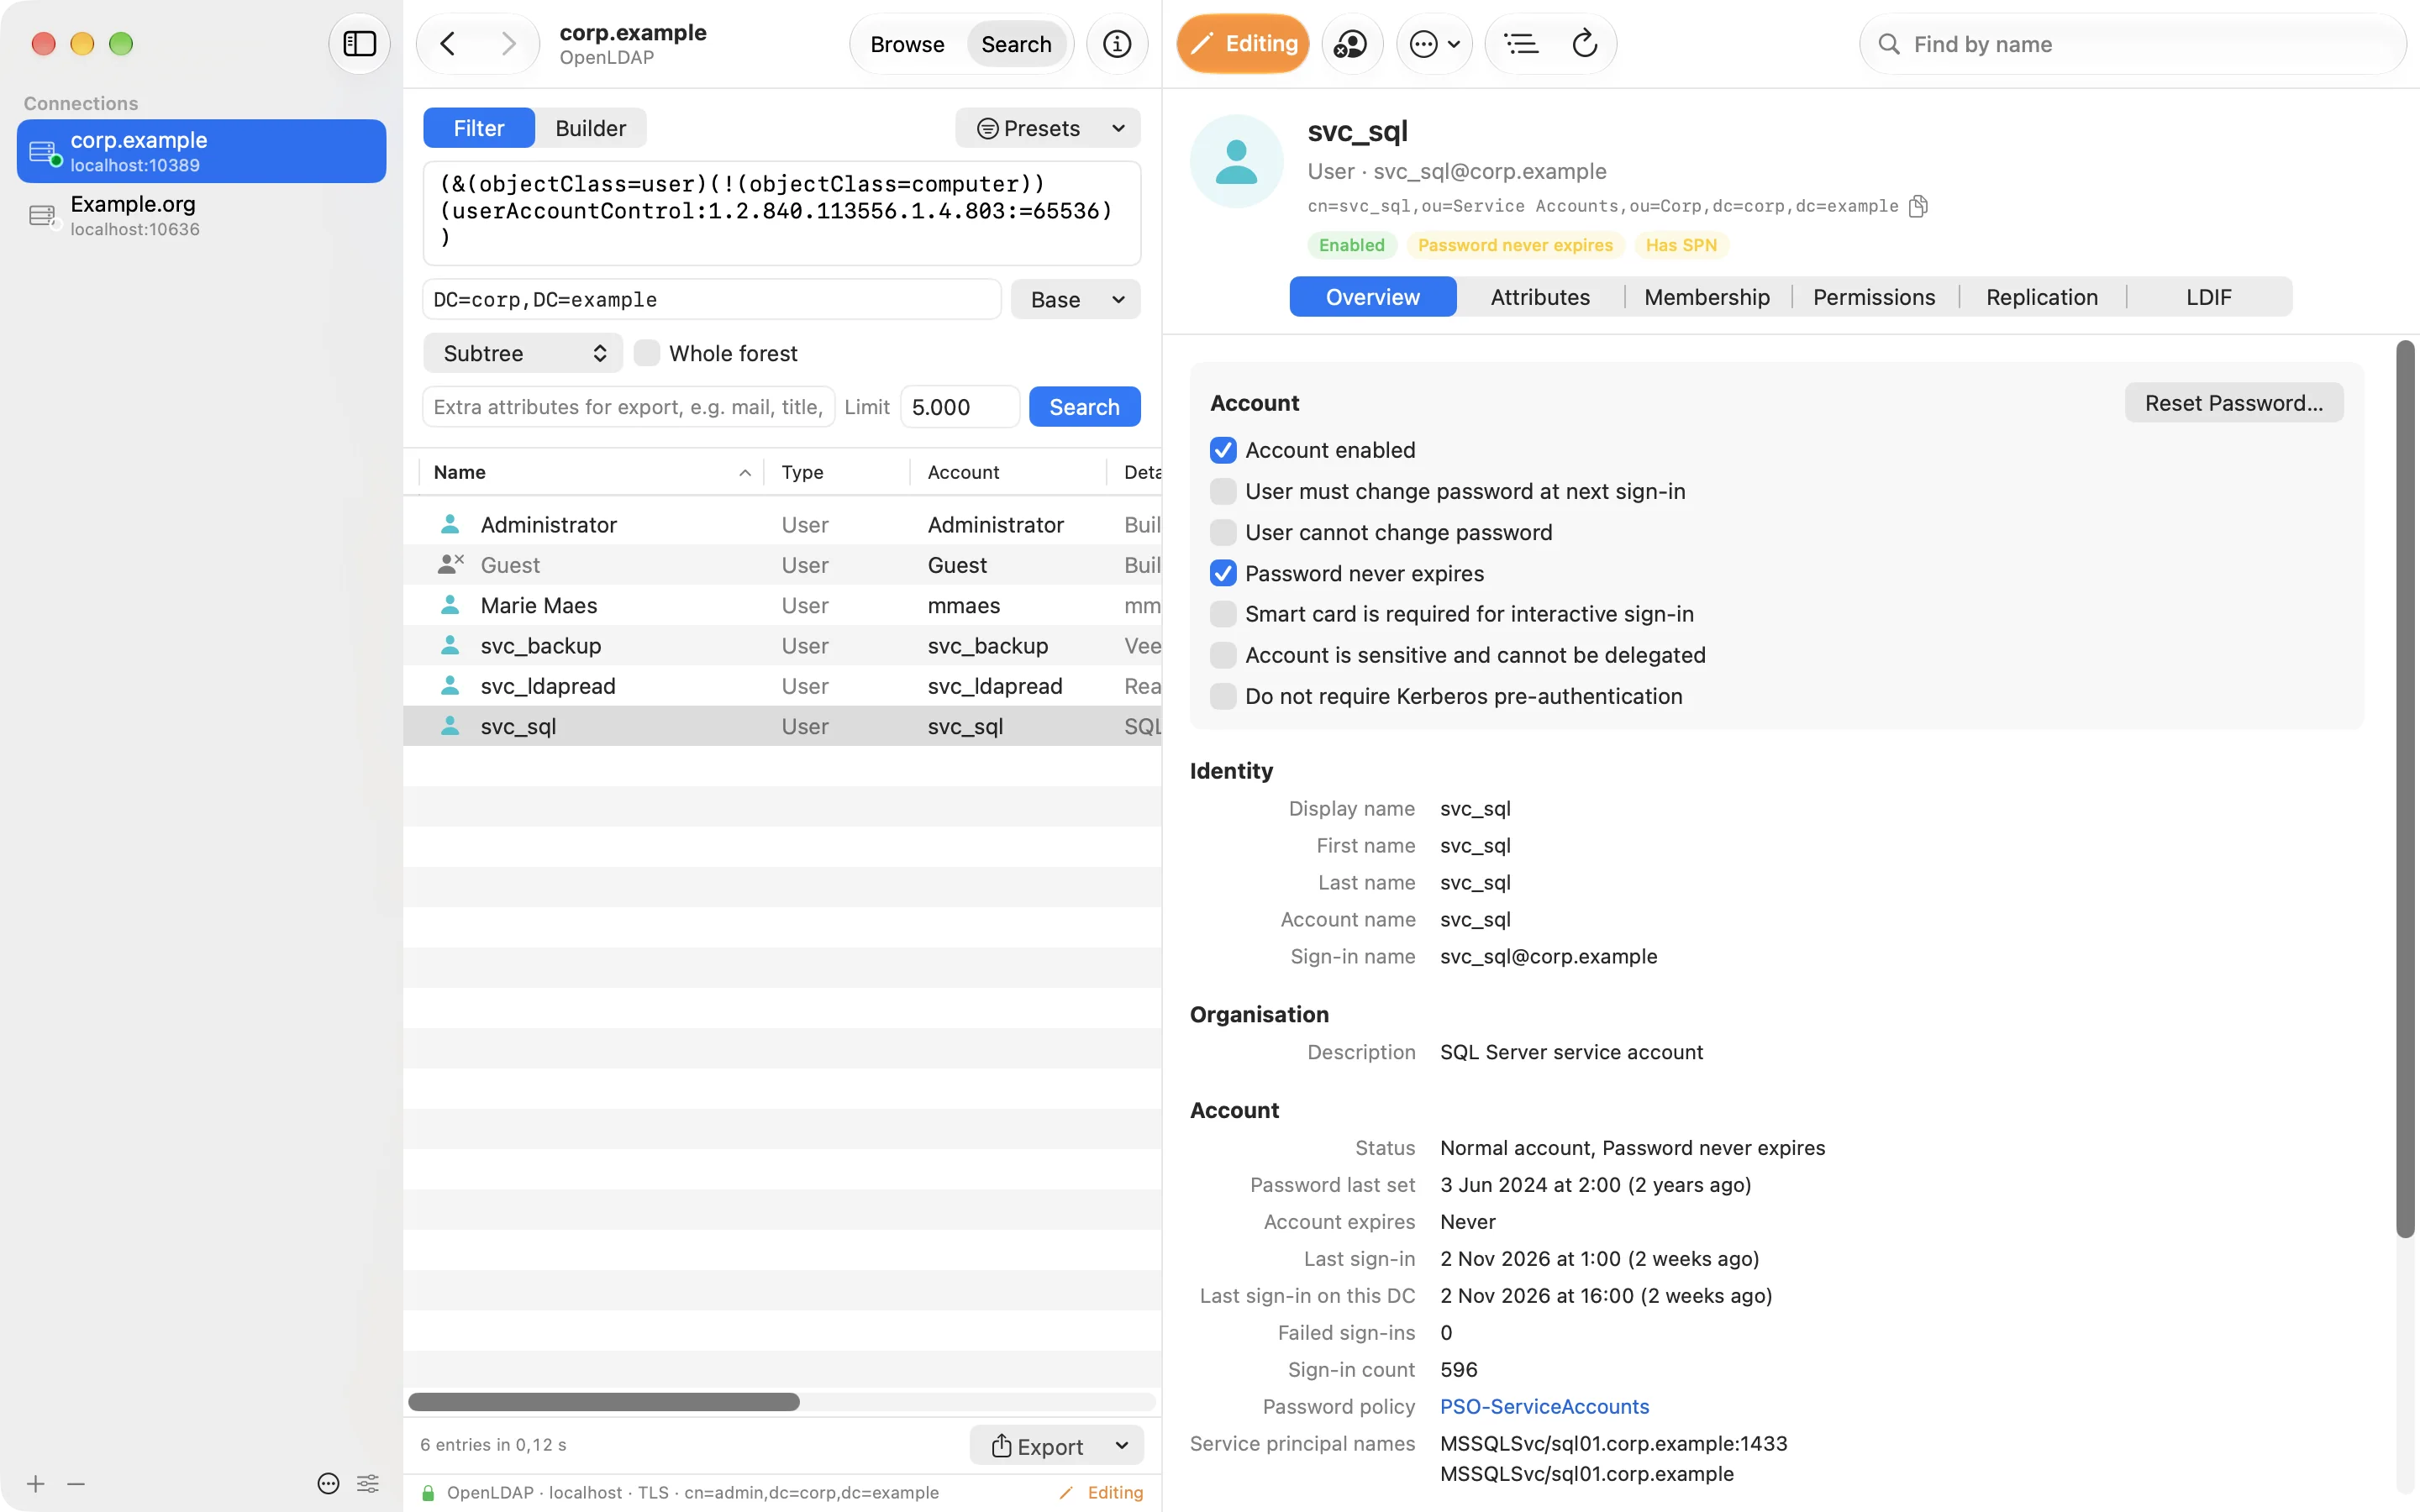 corp.example
OpenLDAP
Browse
Search
Editing
Find by name
Connections
corp.example
localhost:10389
Example.org
localhost:10636
Filter
Builder
Presets
(&(objectClass=user)(!(objectClass=computer))
(userAccountControl:1.2.840.113556.1.4.803:=65536)
)
DC=corp,DC=example
Base
Subtree
Whole forest
Extra attributes for export, e.g. mail, title,
Limit
5.000
Search
Name Type Account Deta
Administrator User Administrator Buil
Guest User Guest Buil
Marie Maes User mmaes mm
svc_backup User svc_backup Vee
svc_ldapread User svc_ldapread Rea
svc_sql User svc_sql SQL
6 entries in 0,12 s
Export
OpenLDAP · localhost · TLS · cn=admin,dc=corp,dc=example
Editing
svc_sql
User · svc_sql@corp.example
cn=svc_sql,ou=Service Accounts,ou=Corp,dc=corp,dc=example
Enabled
Password never expires
Has SPN
Overview
Attributes
Membership
Permissions
Replication
LDIF
Account
Reset Password...
Account enabled
User must change password at next sign-in
User cannot change password
Password never expires
Smart card is required for interactive sign-in
Account is sensitive and cannot be delegated
Do not require Kerberos pre-authentication
Identity
Display name svc_sql
First name svc_sql
Last name svc_sql
Account name svc_sql
Sign-in name svc_sql@corp.example
Organisation
Description SQL Server service account
Account
Status Normal account, Password never expires
Password last set 3 Jun 2024 at 2:00 (2 years ago)
Account expires Never
Last sign-in 2 Nov 2026 at 1:00 (2 weeks ago)
Last sign-in on this DC 2 Nov 2026 at 16:00 (2 weeks ago)
Failed sign-ins 0
Sign-in count 596
Password policy PSO-ServiceAccounts
Service principal names MSSQLSvc/sql01.corp.example:1433
MSSQLSvc/sql01.corp.example